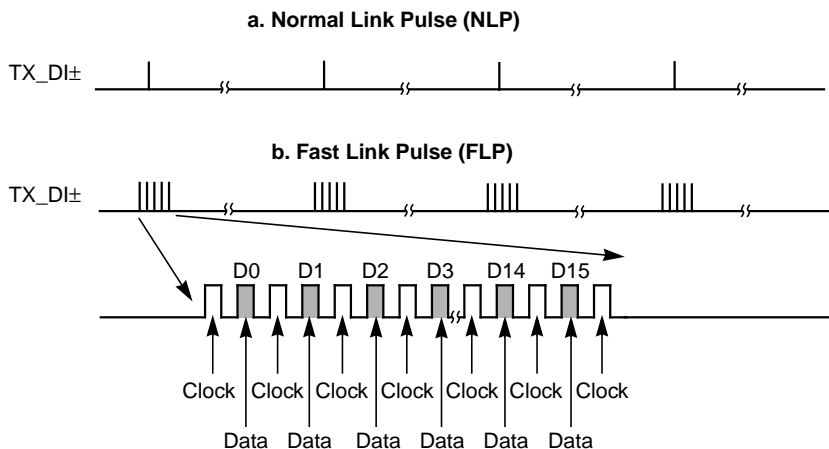 a. Normal Link Pulse (NLP)
TX_DI±
b. Fast Link Pulse (FLP)
TX_DI±
D0 D1 D2 D3 D14 D15
Clock Clock Clock Clock Clock Clock Clock
Data Data Data Data Data Data